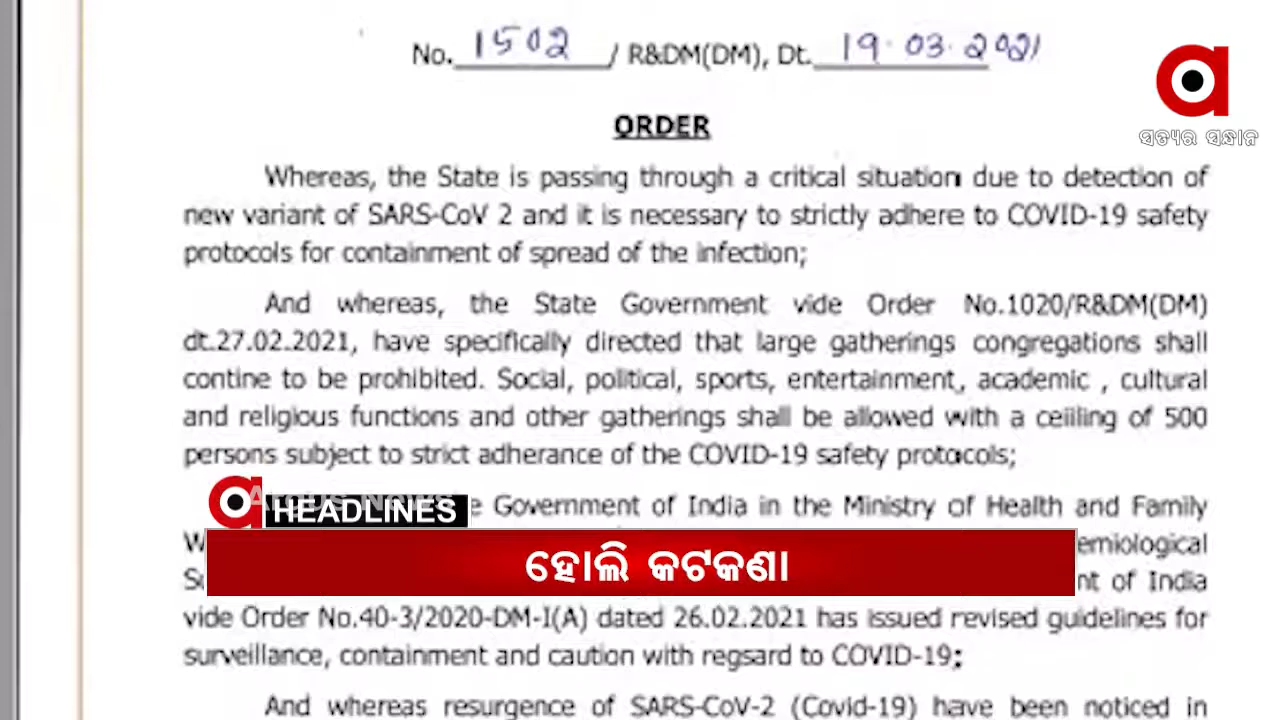 No. 1502 / R&DM(DM), Dt. 19.03.2021
ସତ୍ୟର ସନ୍ଧାନ
ORDER
Whereas, the State is passing through a critical situation due to detection of
new variant of SARS-CoV 2 and it is necessary to strictly adhere to COVID-19 safety
protocols for containment of spread of the infection;
And whereas, the State Government vide Order No.1020/R&DM(DM)
dt.27.02.2021, have specifically directed that large gatherings congregations shall
contine to be prohibited. Social, political, sports, entertainment, academic , cultural
and religious functions and other gatherings shall be allowed with a ceiiling of 500
persons subject to strict adherance of the COVID-19 safety protocols;
Government of India in the Ministry of Health and Family
HEADLINES
ହୋଲି କଟକଣା
of India
vide Order No.40-3/2020-DM-I(A) dated 26.02.2021 has issued revised guidelines for
surveillance, containment and caution with regsard to COVID-19;
And whereas resurgence of SARS-CoV-2 (Covid-19) have been noticed in